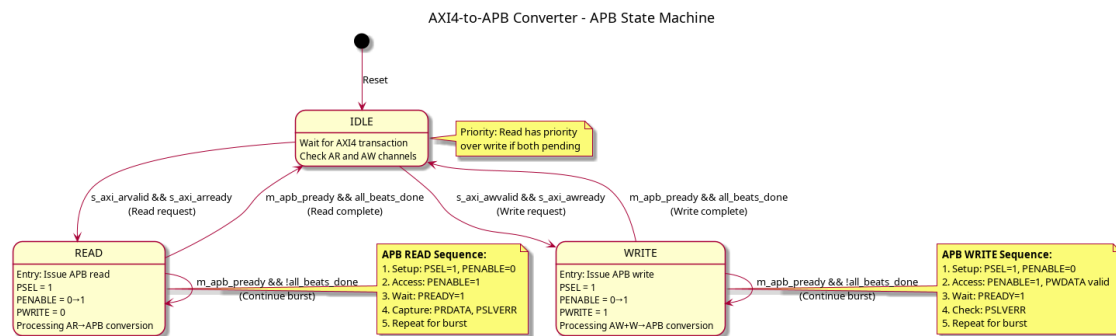 AXI4-to-APB Converter - APB State Machine
Reset
IDLE
Wait for AXI4 transaction
Check AR and AW channels
Priority: Read has priority
over write if both pending
s_axi_arvalid && s_axi_arready
(Read request)
m_apb_pready && all_beats_done
(Read complete)
s_axi_awvalid && s_axi_awready
(Write request)
m_apb_pready && all_beats_done
(Write complete)
READ
Entry: Issue APB read
PSEL = 1
PENABLE = 0→1
PWRITE = 0
Processing AR→APB conversion
m_apb_pready && !all_beats_done
(Continue burst)
APB READ Sequence:
1. Setup: PSEL=1, PENABLE=0
2. Access: PENABLE=1
3. Wait: PREADY=1
4. Capture: PRDATA, PSLVERR
5. Repeat for burst
WRITE
Entry: Issue APB write
PSEL = 1
PENABLE = 0→1
PWRITE = 1
Processing AW+W→APB conversion
m_apb_pready && !all_beats_done
(Continue burst)
APB WRITE Sequence:
1. Setup: PSEL=1, PENABLE=0
2. Access: PENABLE=1, PWDATA valid
3. Wait: PREADY=1
4. Check: PSLVERR
5. Repeat for burst